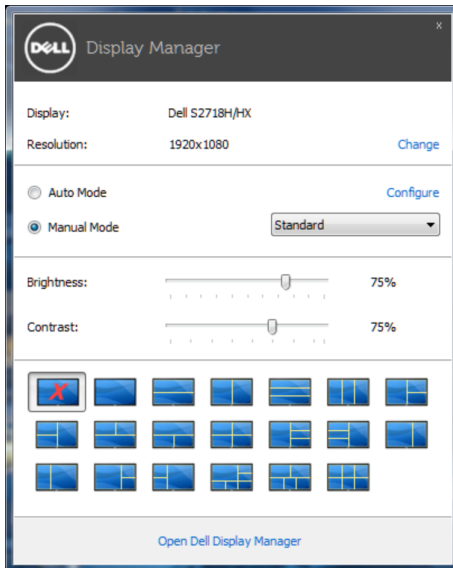 DELL Display Manager x
Display: Dell S2718H/HX
Resolution: 1920x1080 Change
Auto Mode Configure
Manual Mode Standard
Brightness: 75%
Contrast: 75%
X
Open Dell Display Manager